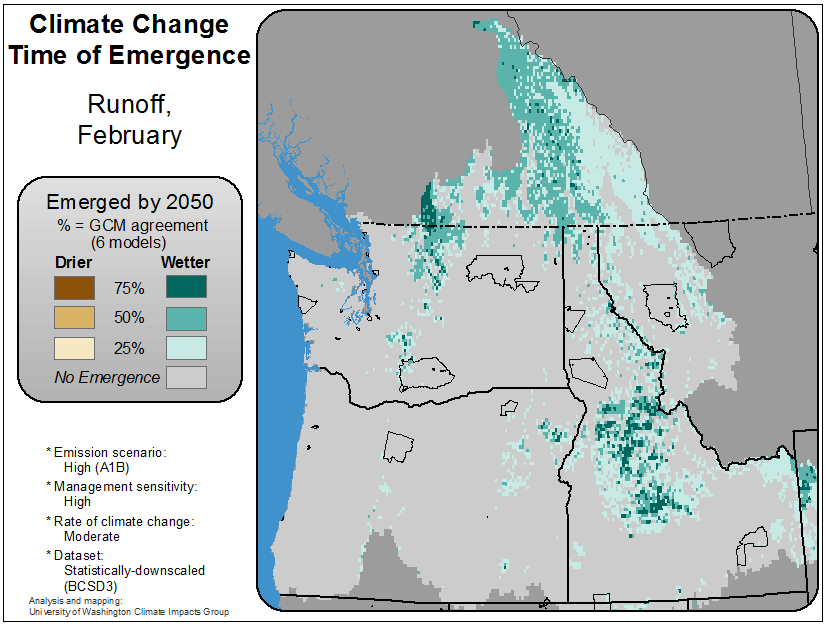 Climate Change
Time of Emergence
Runoff,
February
Emerged by 2050
% = GCM agreement
(6 models)
Drier Wetter
75%
50%
25%
No Emergence
* Emission scenario:
High (A1B)
* Management sensitivity:
High
* Rate of climate change:
Moderate
* Dataset:
Statistically-downscaled
(BCSD3)
Analysis and mapping:
University of Washington Climate Impacts Group